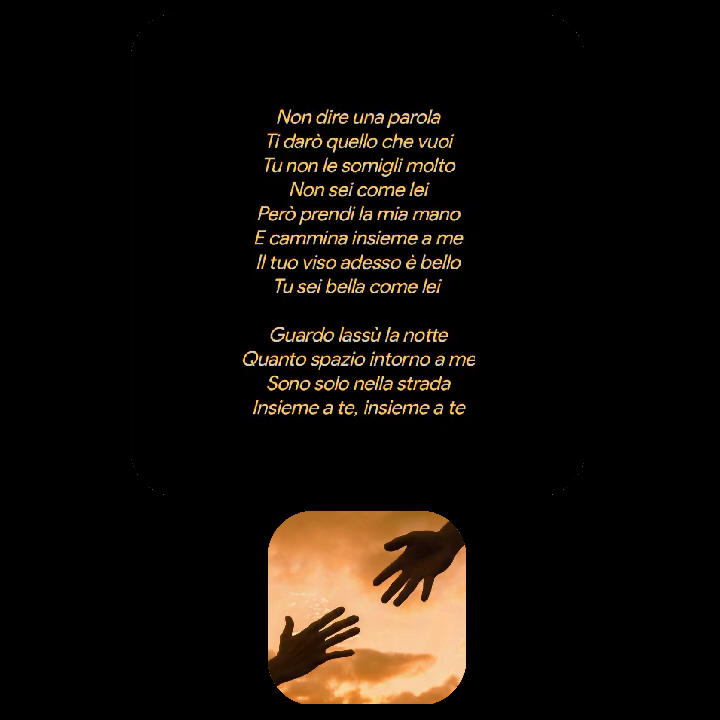 Non dire una parola
Ti darò quello che vuoi
Tu non le somigli molto
Non sei come lei
Però prendi la mia mano
E cammina insieme a me
Il tuo viso adesso è bello
Tu sei bella come lei
Guardo lassù la notte
Quanto spazio intorno a me
Sono solo nella strada
Insieme a te, insieme a te